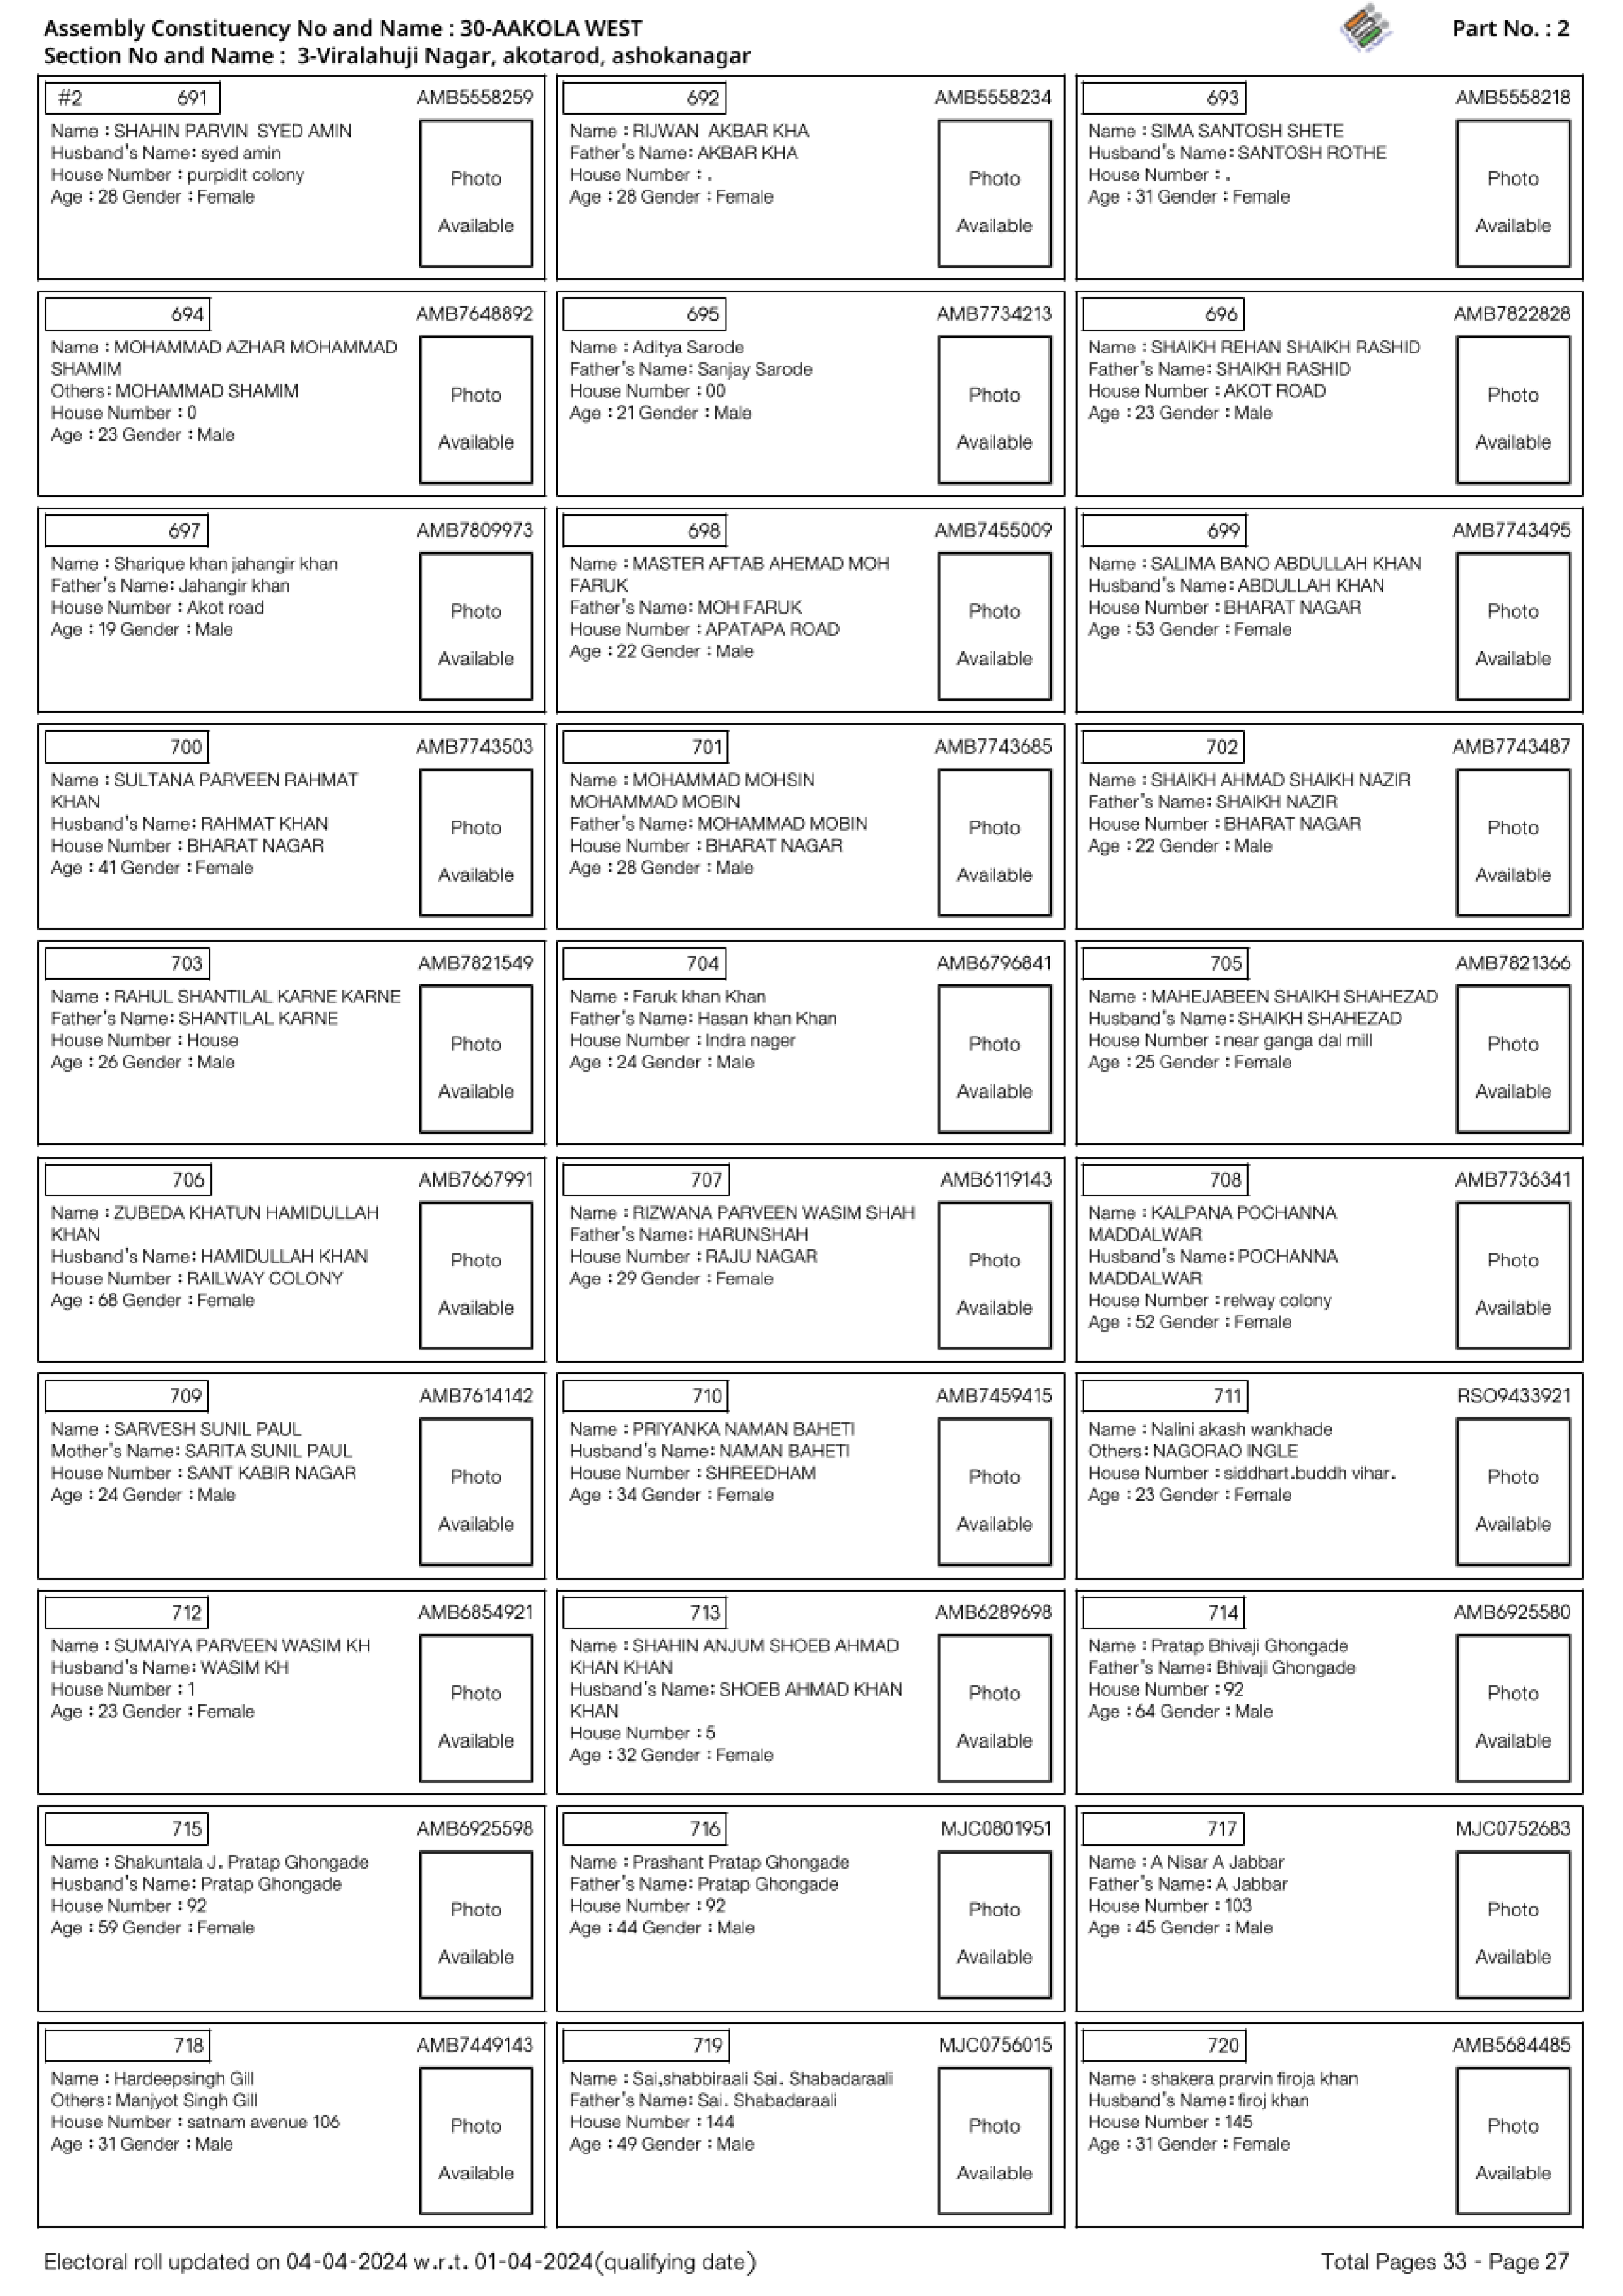 Assembly Constituency No and Name : 30-AAKOLA WEST
Part No. : 2
Section No and Name : 3-Viralahuji Nagar, akotarod, ashokanagar
#2 691 AMB5558259
Name : SHAHIN PARVIN SYED AMIN
Husband's Name: syed amin
House Number : purpidit colony
Age : 28 Gender : Female
Photo
Available
692 AMB5558234
Name : RIJWAN AKBAR KHA
Father's Name: AKBAR KHA
House Number : .
Age : 28 Gender : Female
Photo
Available
693 AMB5558218
Name : SIMA SANTOSH SHETE
Husband's Name: SANTOSH ROTHE
House Number : .
Age : 31 Gender : Female
Photo
Available
694 AMB7648892
Name : MOHAMMAD AZHAR MOHAMMAD
SHAMIM
Others: MOHAMMAD SHAMIM
House Number : 0
Age : 23 Gender : Male
Photo
Available
695 AMB7734213
Name : Aditya Sarode
Father's Name: Sanjay Sarode
House Number : 00
Age : 21 Gender : Male
Photo
Available
696 AMB7822828
Name : SHAIKH REHAN SHAIKH RASHID
Father's Name: SHAIKH RASHID
House Number : AKOT ROAD
Age : 23 Gender : Male
Photo
Available
697 AMB7809973
Name : Sharique khan jahangir khan
Father's Name: Jahangir khan
House Number : Akot road
Age : 19 Gender : Male
Photo
Available
698 AMB7455009
Name : MASTER AFTAB AHEMAD MOH
FARUK
Father's Name: MOH FARUK
House Number : APATAPA ROAD
Age : 22 Gender : Male
Photo
Available
699 AMB7743495
Name : SALIMA BANO ABDULLAH KHAN
Husband's Name: ABDULLAH KHAN
House Number : BHARAT NAGAR
Age : 53 Gender : Female
Photo
Available
700 AMB7743503
Name : SULTANA PARVEEN RAHMAT
KHAN
Husband's Name: RAHMAT KHAN
House Number : BHARAT NAGAR
Age : 41 Gender : Female
Photo
Available
701 AMB7743685
Name : MOHAMMAD MOHSIN
MOHAMMAD MOBIN
Father's Name: MOHAMMAD MOBIN
House Number : BHARAT NAGAR
Age : 28 Gender : Male
Photo
Available
702 AMB7743487
Name : SHAIKH AHMAD SHAIKH NAZIR
Father's Name: SHAIKH NAZIR
House Number : BHARAT NAGAR
Age : 22 Gender : Male
Photo
Available
703 AMB7821549
Name : RAHUL SHANTILAL KARNE KARNE
Father's Name: SHANTILAL KARNE
House Number : House
Age : 26 Gender : Male
Photo
Available
704 AMB6796841
Name : Faruk khan Khan
Father's Name: Hasan khan Khan
House Number : Indra nager
Age : 24 Gender : Male
Photo
Available
705 AMB7821366
Name : MAHEJABEEN SHAIKH SHAHEZAD
Husband's Name: SHAIKH SHAHEZAD
House Number : near ganga dal mill
Age : 25 Gender : Female
Photo
Available
706 AMB7667991
Name : ZUBEDA KHATUN HAMIDULLAH
KHAN
Husband's Name: HAMIDULLAH KHAN
House Number : RAILWAY COLONY
Age : 68 Gender : Female
Photo
Available
707 AMB6119143
Name : RIZWANA PARVEEN WASIM SHAH
Father's Name: HARUNSHAH
House Number : RAJU NAGAR
Age : 29 Gender : Female
Photo
Available
708 AMB7736341
Name : KALPANA POCHANNA
MADDALWAR
Husband's Name: POCHANNA
MADDALWAR
House Number : relway colony
Age : 52 Gender : Female
Photo
Available
709 AMB7614142
Name : SARVESH SUNIL PAUL
Mother's Name: SARITA SUNIL PAUL
House Number : SANT KABIR NAGAR
Age : 24 Gender : Male
Photo
Available
710 AMB7459415
Name : PRIYANKA NAMAN BAHETI
Husband's Name: NAMAN BAHETI
House Number : SHREEDHAM
Age : 34 Gender : Female
Photo
Available
711 RSO9433921
Name : Nalini akash wankhade
Others: NAGORAO INGLE
House Number : siddhart.buddh vihar.
Age : 23 Gender : Female
Photo
Available
712 AMB6854921
Name : SUMAIYA PARVEEN WASIM KH
Husband's Name: WASIM KH
House Number : 1
Age : 23 Gender : Female
Photo
Available
713 AMB6289698
Name : SHAHIN ANJUM SHOEB AHMAD
KHAN KHAN
Husband's Name: SHOEB AHMAD KHAN
KHAN
House Number : 5
Age : 32 Gender : Female
Photo
Available
714 AMB6925580
Name : Pratap Bhivaji Ghongade
Father's Name: Bhivaji Ghongade
House Number : 92
Age : 64 Gender : Male
Photo
Available
715 AMB6925598
Name : Shakuntala J. Pratap Ghongade
Husband's Name: Pratap Ghongade
House Number : 92
Age : 59 Gender : Female
Photo
Available
716 MJC0801951
Name : Prashant Pratap Ghongade
Father's Name: Pratap Ghongade
House Number : 92
Age : 44 Gender : Male
Photo
Available
717 MJC0752683
Name : A Nisar A Jabbar
Father's Name: A Jabbar
House Number : 103
Age : 45 Gender : Male
Photo
Available
718 AMB7449143
Name : Hardeepsingh Gill
Others: Manjyot Singh Gill
House Number : satnam avenue 106
Age : 31 Gender : Male
Photo
Available
719 MJC0756015
Name : Sai,shabbiraali Sai. Shabadaraali
Father's Name: Sai. Shabadaraali
House Number : 144
Age : 49 Gender : Male
Photo
Available
720 AMB5684485
Name : shakera prarvin firoja khan
Husband's Name: firoj khan
House Number : 145
Age : 31 Gender : Female
Photo
Available
Electoral roll updated on 04-04-2024 w.r.t. 01-04-2024(qualifying date)
Total Pages 33 - Page 27